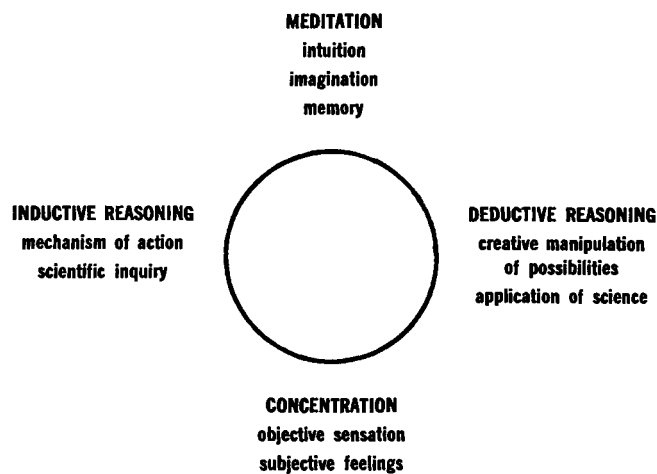 MEDITATION
intuition
imagination
memory
INDUCTIVE REASONING
mechanism of action
scientific inquiry
DEDUCTIVE REASONING
creative manipulation
of possibilities
application of science
CONCENTRATION
objective sensation
subjective feelings